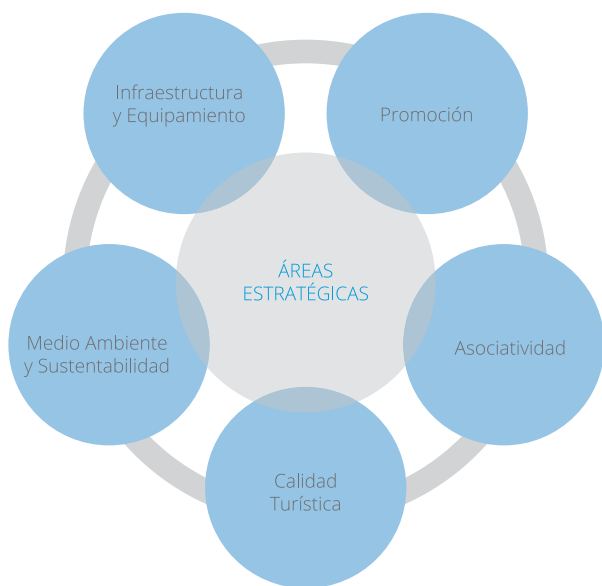 Infraestructura
y Equipamiento
Promoción
ÁREAS
ESTRATÉGICAS
Medio Ambiente
y Sustentabilidad
Asociatividad
Calidad
Turística